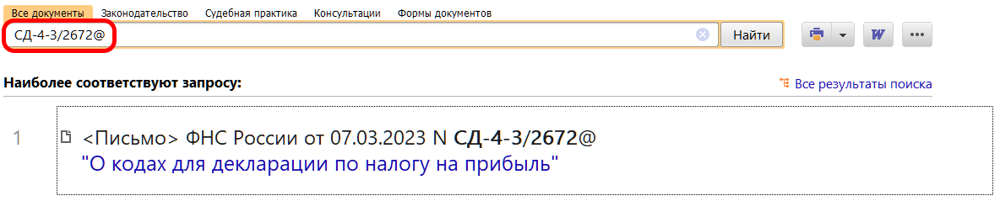 Все документы Законодательство Судебная практика Консультации Формы документов
СД-4-3/2672@ Найти W
Наиболее соответствуют запросу: Все результаты поиска
1 <Письмо> ФНС России от 07.03.2023 N СД-4-3/2672@
"О кодах для декларации по налогу на прибыль"